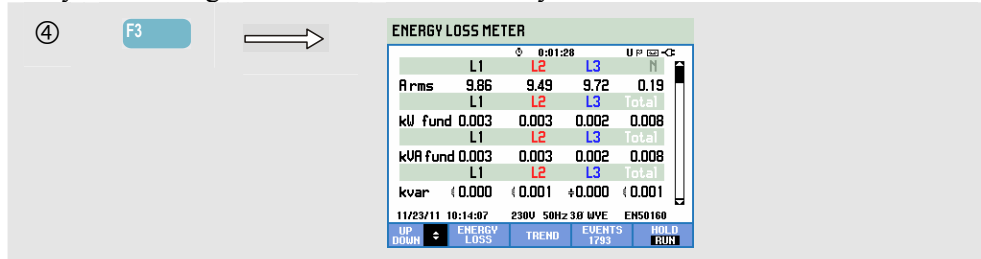 ④ F3
ENERGY LOSS METER
0:01:28 U
L1 L2 L3 N
A rms 9.86 9.49 9.72 0.19
L1 L2 L3 Total
kW fund 0.003 0.003 0.002 0.008
L1 L2 L3 Total
kVA fund 0.003 0.003 0.002 0.008
L1 L2 L3 Total
kvar 0.000 0.001 0.000 0.001
11/23/11 10:14:07 230V 50Hz 3Ø WYE EN50160
UP DOWN ENERGY LOSS TREND EVENTS 1793 HOLD RUN